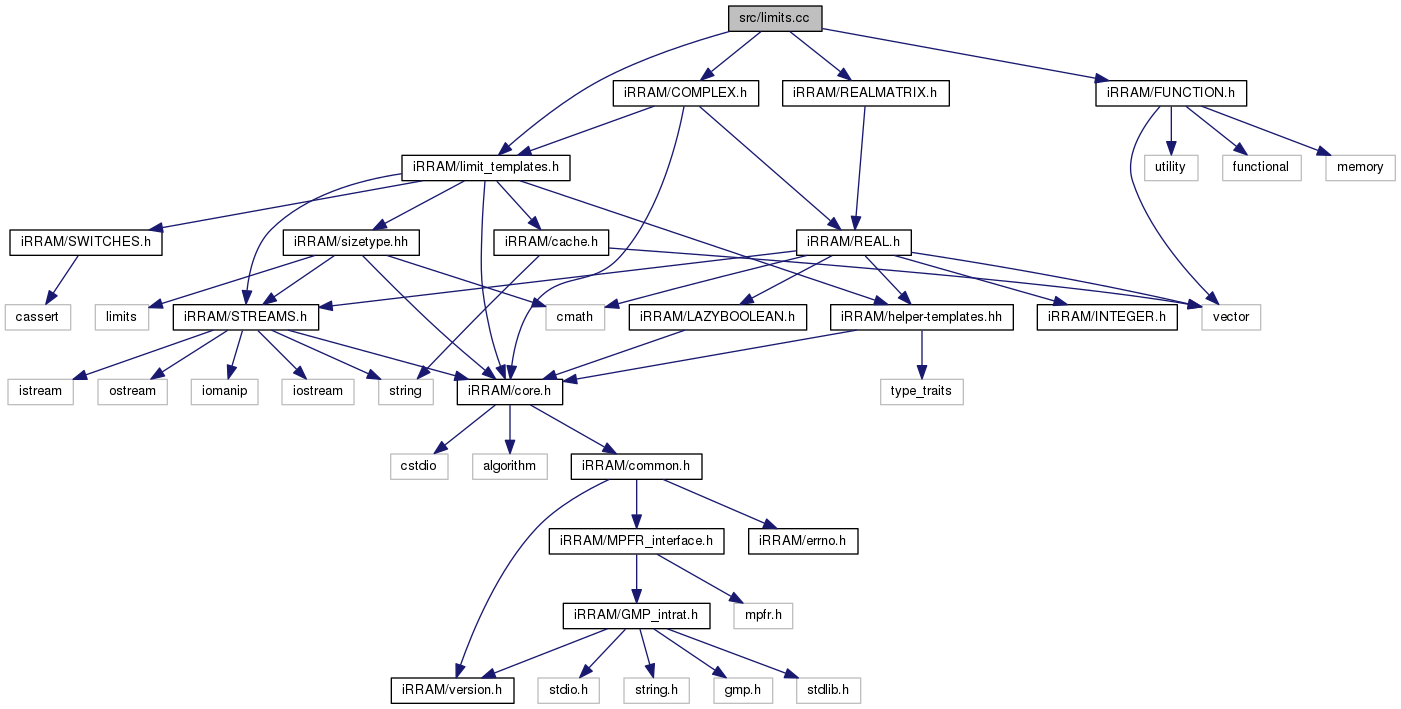 src/limits.cc
iRRAM/COMPLEX.h
iRRAM/REALMATRIX.h
iRRAM/FUNCTION.h
iRRAM/limit_templates.h
utility
functional
memory
iRRAM/SWITCHES.h
iRRAM/sizetype.hh
iRRAM/cache.h
iRRAM/REAL.h
cassert
limits
iRRAM/STREAMS.h
cmath
iRRAM/LAZYBOOLEAN.h
iRRAM/helper-templates.hh
iRRAM/INTEGER.h
vector
istream
ostream
iomanip
iostream
string
iRRAM/core.h
type_traits
cstdio
algorithm
iRRAM/common.h
iRRAM/MPFR_interface.h
iRRAM/errno.h
iRRAM/GMP_intrat.h
mpfr.h
iRRAM/version.h
stdio.h
string.h
gmp.h
stdlib.h